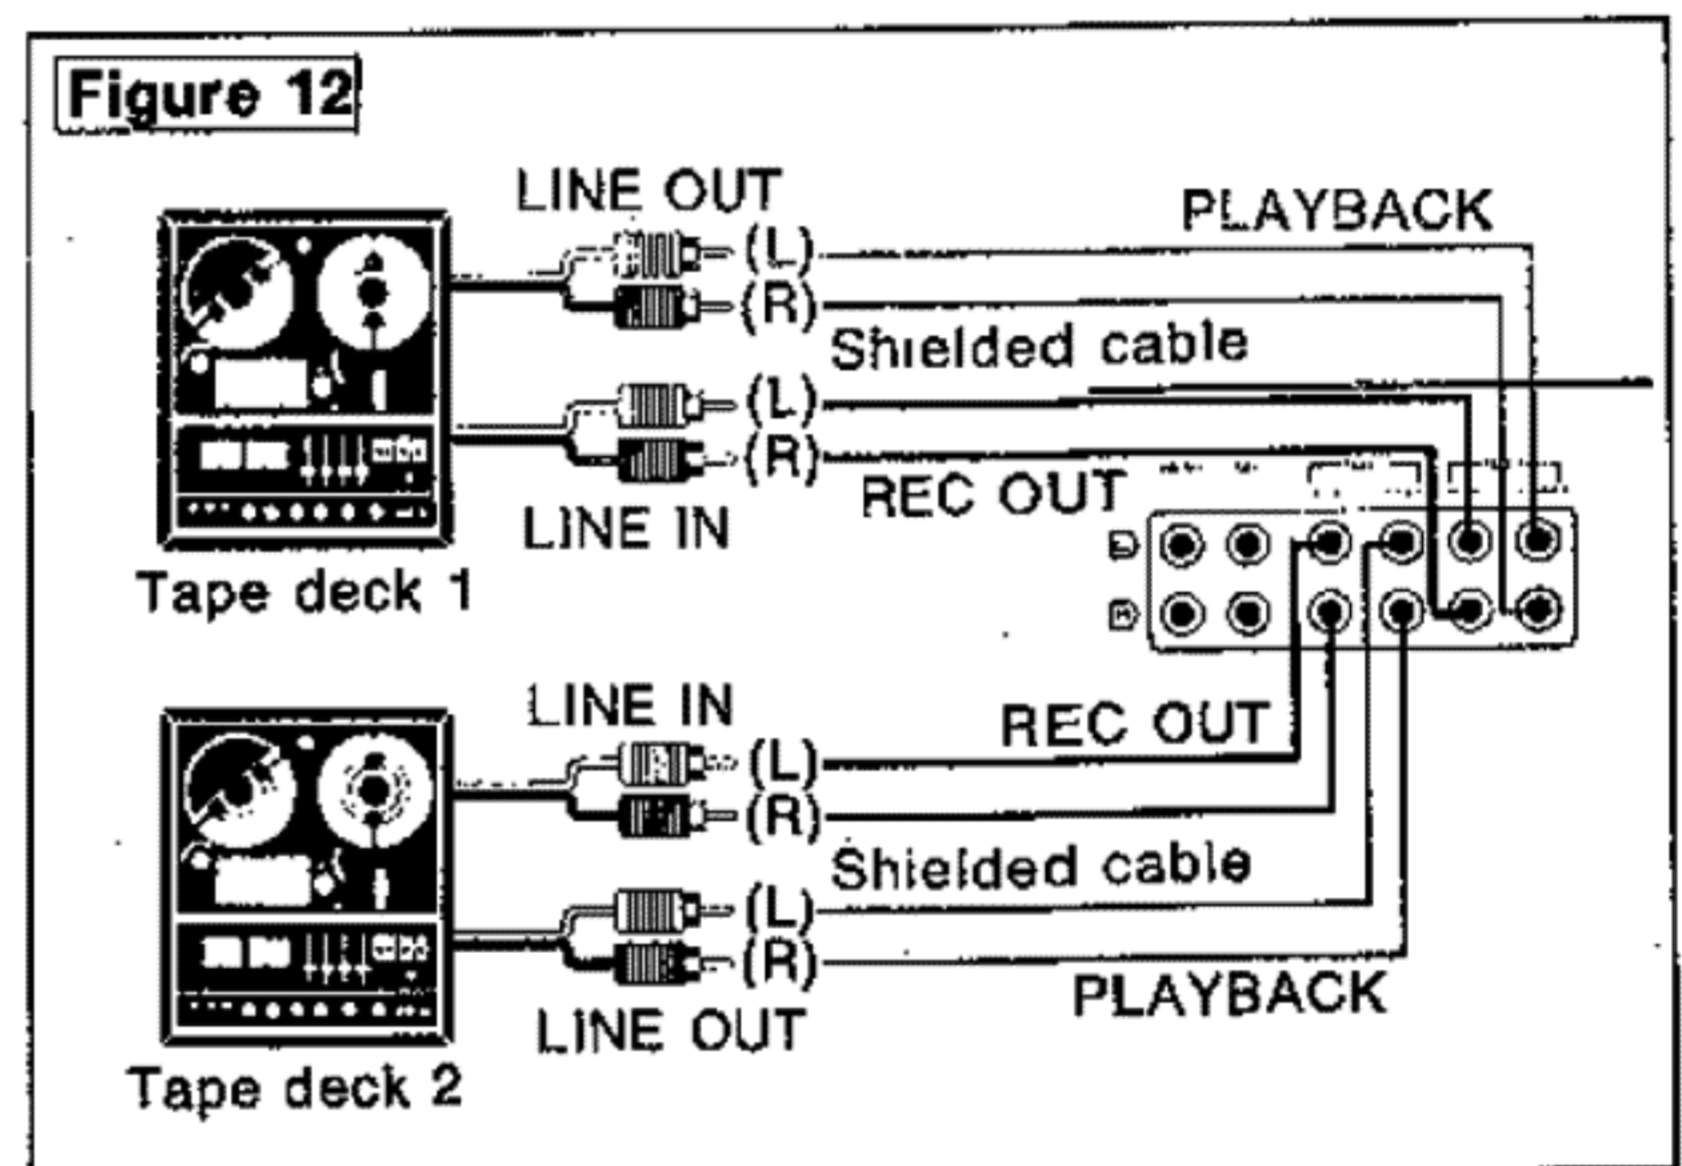 Figure 12
LINE OUT
PLAYBACK
(L)
(R)
Shielded cable
(L)
(R)
REC OUT
LINE IN
Tape deck 1
L
R
LINE IN
REC OUT
(L)
(R)
Shielded cable
(L)
(R)
PLAYBACK
LINE OUT
Tape deck 2